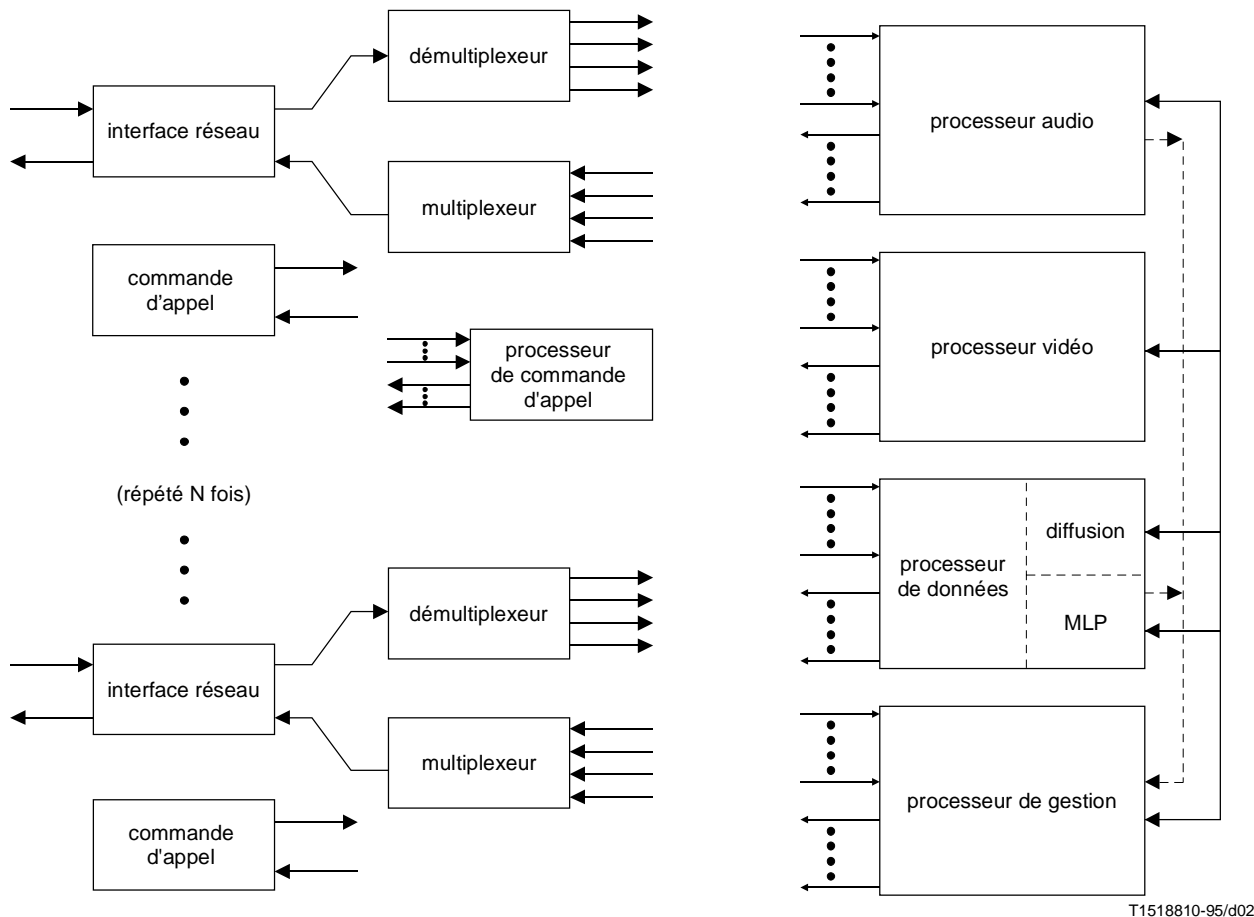 démultiplexeur
interface réseau
multiplexeur
commande
d'appel
processeur
de commande
d'appel
(répété N fois)
démultiplexeur
interface réseau
multiplexeur
commande
d'appel
processeur audio
processeur vidéo
processeur
de données
diffusion
MLP
processeur de gestion
T1518810-95/d02